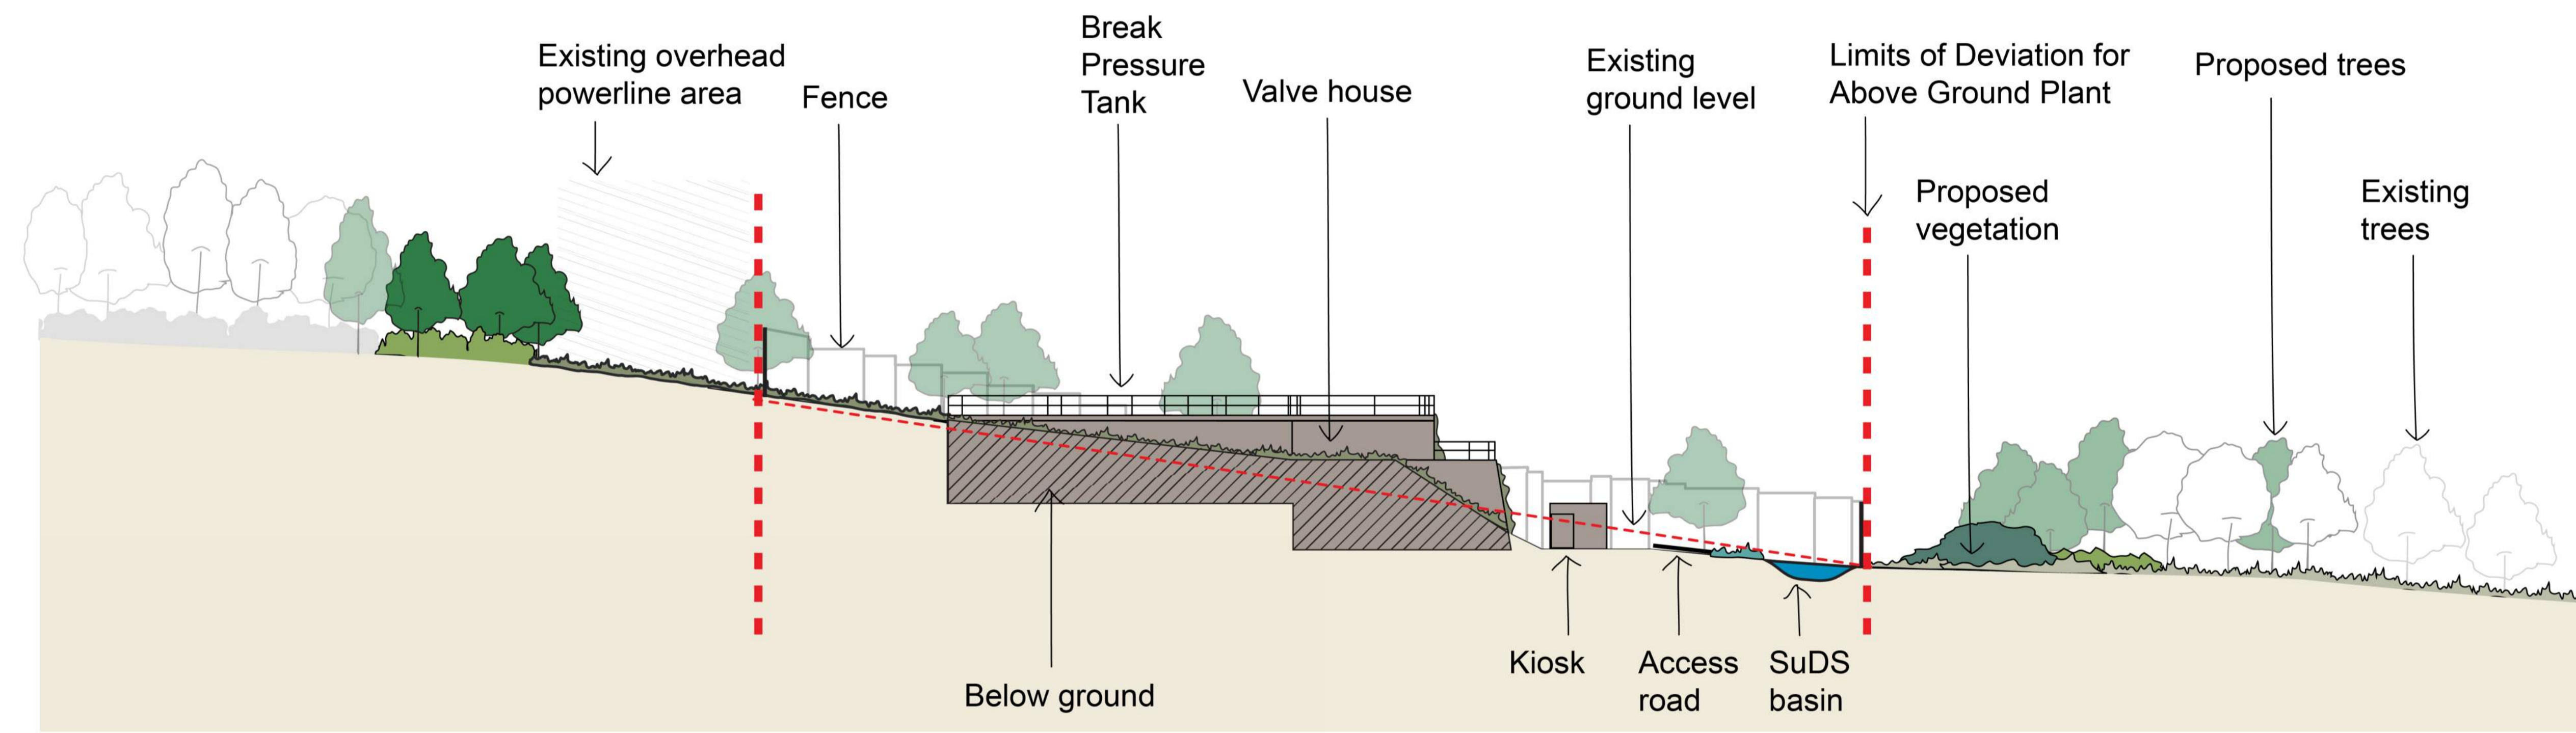 Existing overhead
powerline area
Fence
Break
Pressure
Tank
Valve house
Existing
ground level
Limits of Deviation for
Above Ground Plant
Proposed trees
Proposed
vegetation
Existing
trees
Below ground
Kiosk
Access
road
SuDS
basin